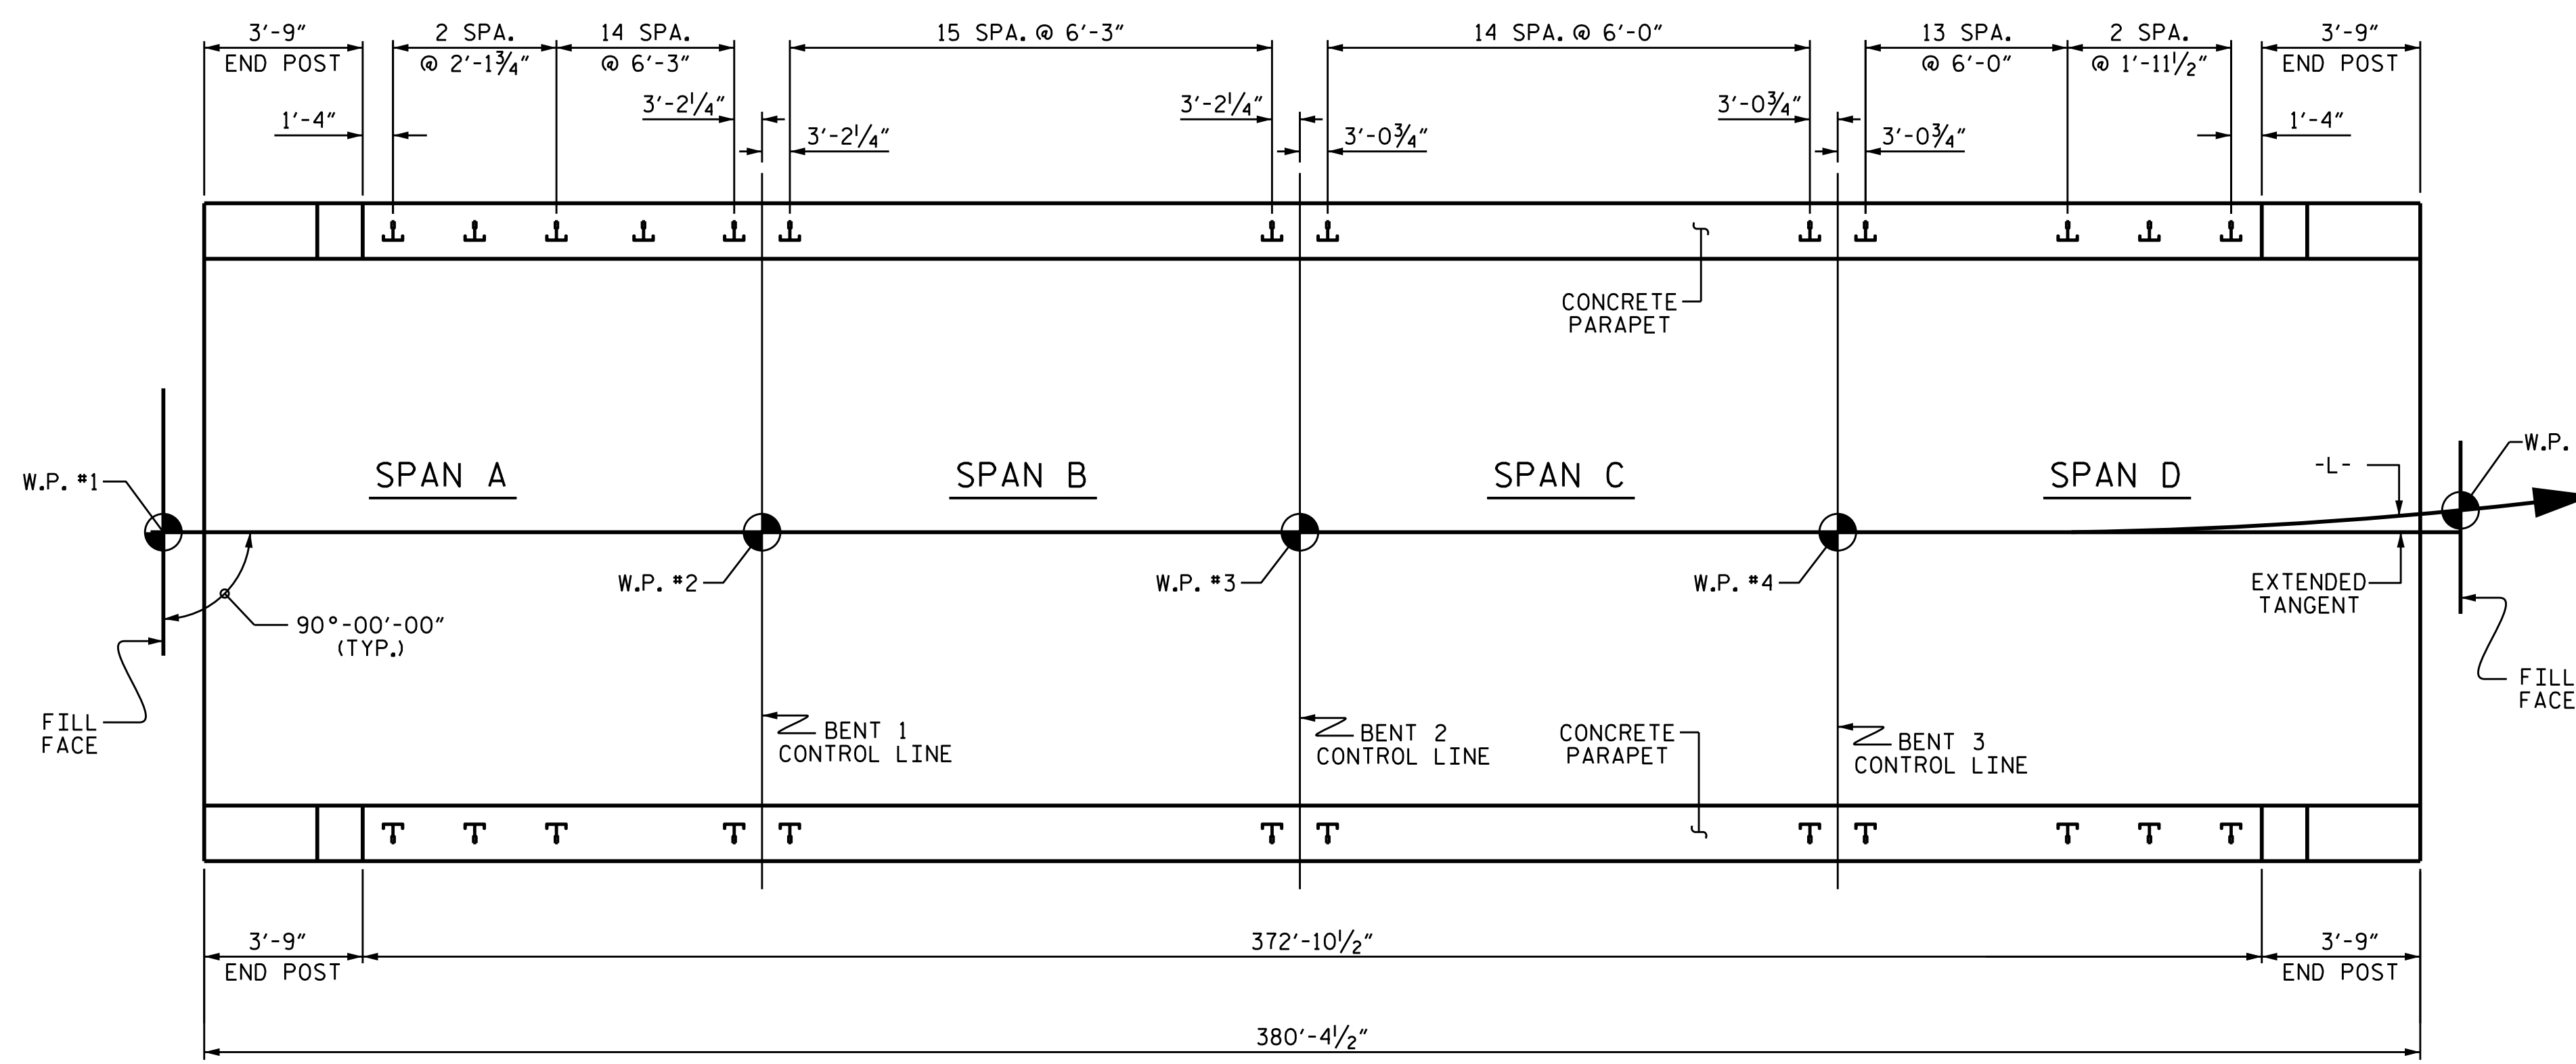 3'-9"
END POST
2 SPA.
@ 2'-1¾"
14 SPA.
@ 6'-3"
15 SPA. @ 6'-3"
14 SPA. @ 6'-0"
13 SPA.
@ 6'-0"
2 SPA.
@ 1'-11½"
3'-9"
END POST
1'-4"
3'-2¼"
3'-2¼"
3'-2¼"
3'-0¾"
3'-0¾"
3'-0¾"
1'-4"
CONCRETE
PARAPET
SPAN A
SPAN B
SPAN C
SPAN D
W.P. #1
W.P. #2
W.P. #3
W.P. #4
-L-
W.P.
EXTENDED
TANGENT
90°-00'-00"
(TYP.)
FILL
FACE
BENT 1
CONTROL LINE
BENT 2
CONTROL LINE
CONCRETE
PARAPET
BENT 3
CONTROL LINE
FILL
FACE
3'-9"
END POST
372'-10½"
3'-9"
END POST
380'-4½"